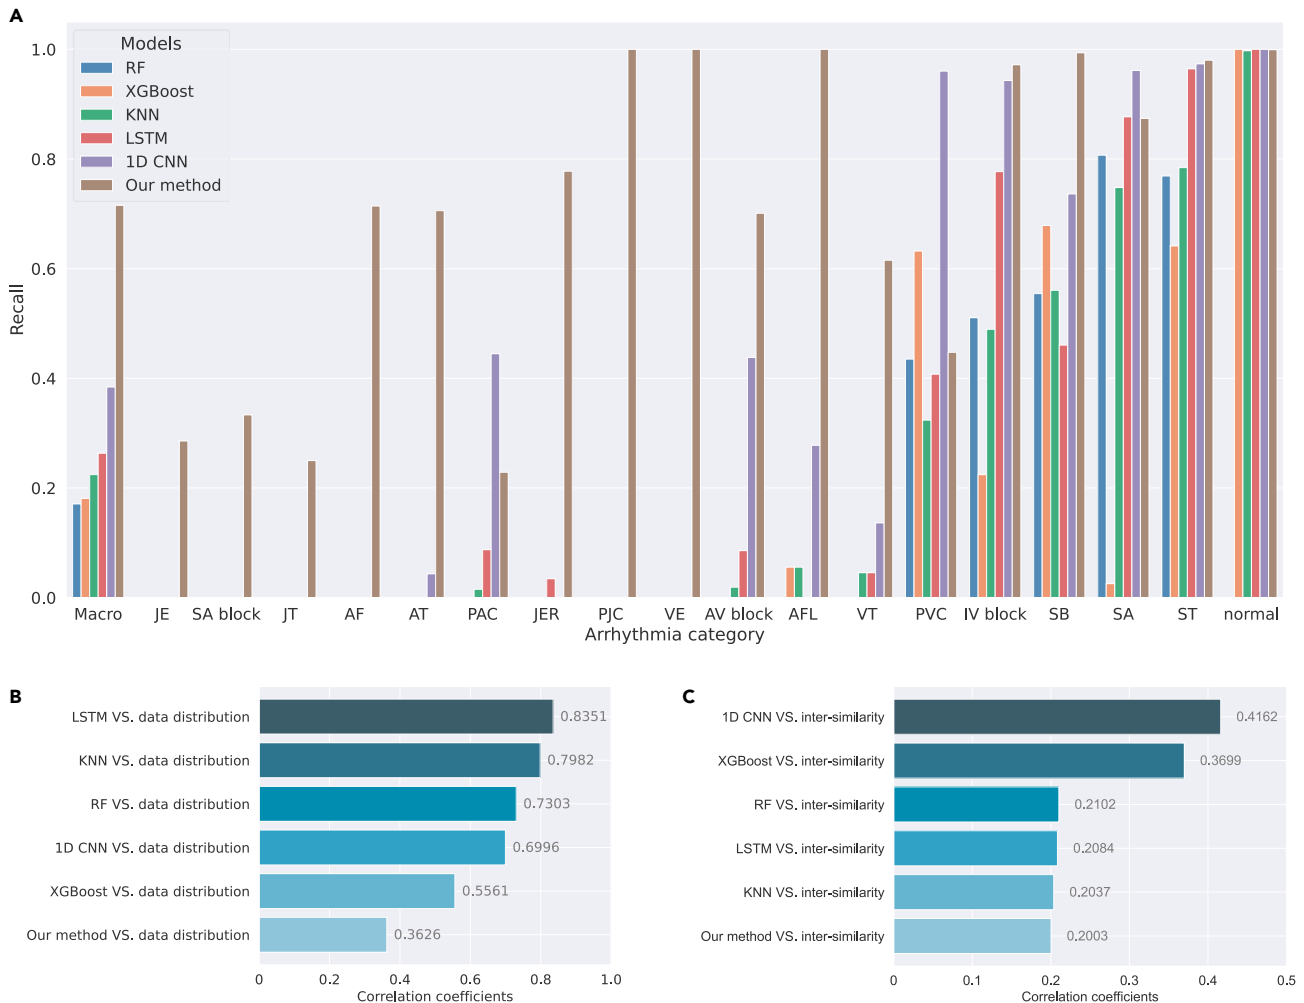 A
Models
RF
XGBoost
KNN
LSTM
1D CNN
Our method
Recall
1.0
0.8
0.6
0.4
0.2
0.0
Macro JE SA block JT AF AT PAC JER PJC VE AV block AFL VT PVC IV block SB SA ST normal
Arrhythmia category
B
LSTM VS. data distribution 0.8351
KNN VS. data distribution 0.7982
RF VS. data distribution 0.7303
1D CNN VS. data distribution 0.6996
XGBoost VS. data distribution 0.5561
Our method VS. data distribution 0.3626
0 0.2 0.4 0.6 0.8 1.0
Correlation coefficients
C
1D CNN VS. inter-similarity 0.4162
XGBoost VS. inter-similarity 0.3699
RF VS. inter-similarity 0.2102
LSTM VS. inter-similarity 0.2084
KNN VS. inter-similarity 0.2037
Our method VS. inter-similarity 0.2003
0 0.1 0.2 0.3 0.4 0.5
Correlation coefficients